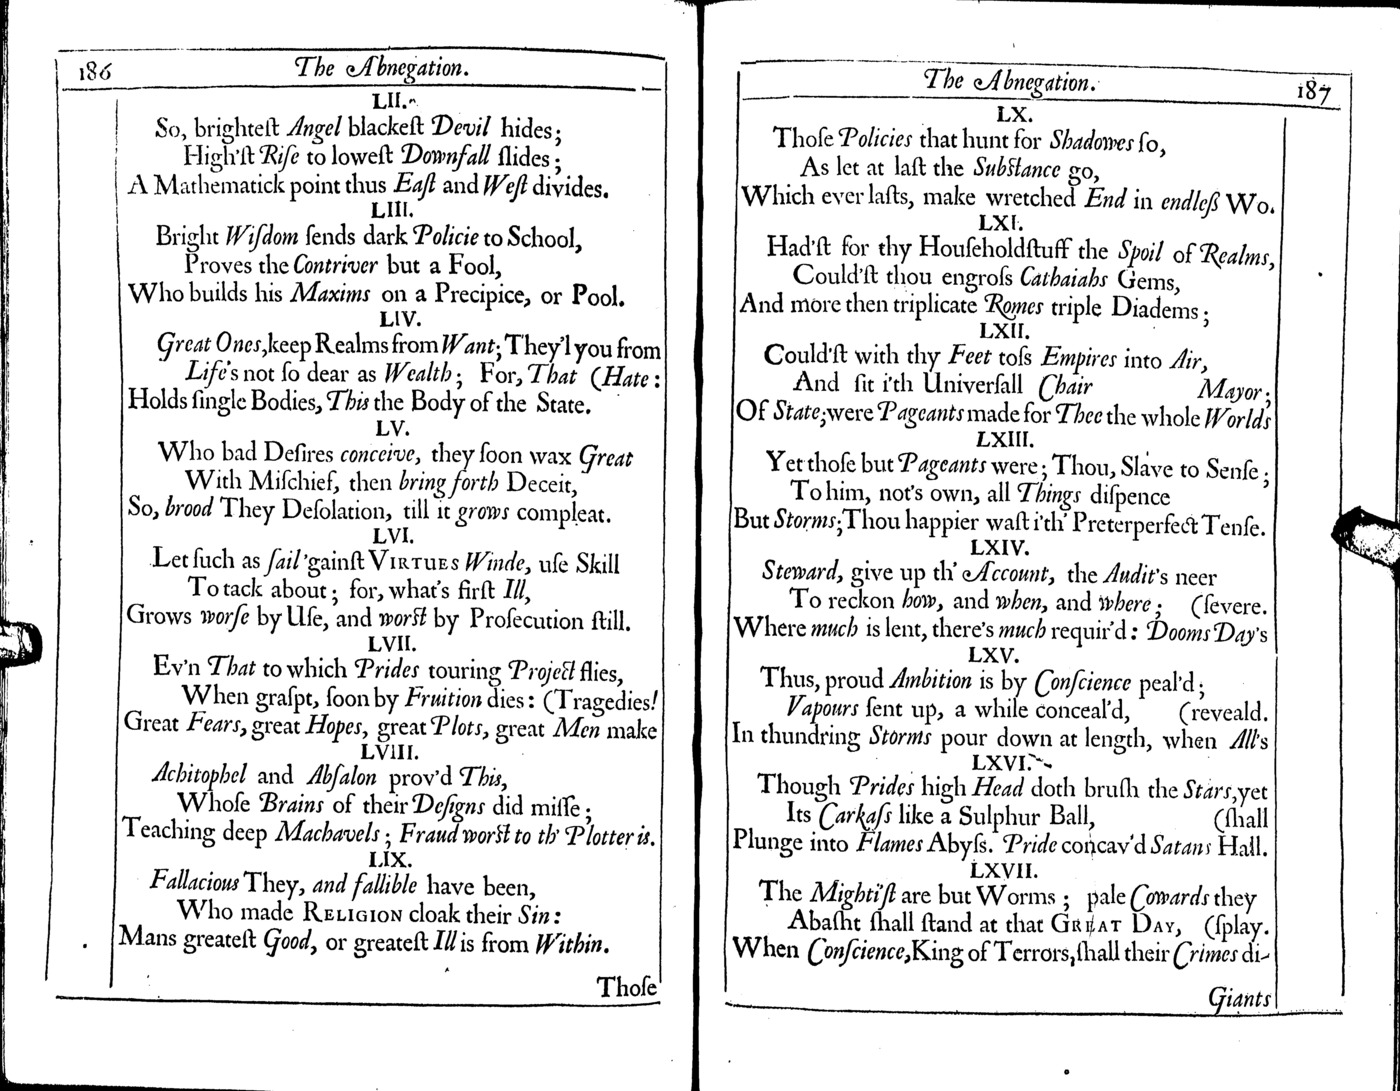 186 The Abnegation.
LII.
So, brighteſt Angel blackeſt Devil hides;
High'ſt Riſe to loweſt Downfall ſlides;
A Mathematick point thus Eaſt and Weſt divides.
LIII.
Bright Wiſdom ſends dark Policie to School,
Proves the Contriver but a Fool,
Who builds his Maxims on a Precipice, or Pool.
LIV.
Great Ones, keep Realms from Want; They'l you from
Life's not ſo dear as Wealth; For, That (Hate:
Holds ſingle Bodies, This the Body of the State.
LV.
Who bad Deſires conceive, they ſoon wax Great
With Miſchief, then bring forth Deceit,
So, brood They Deſolation, till it grows compleat.
LVI.
Let ſuch as ſail 'gainſt VIRTUES Winde, uſe Skill
To tack about; for, what's firſt Ill,
Grows worſe by Uſe, and worſt by Proſecution ſtill.
LVII.
Ev'n That to which Prides touring Project flies,
When graſpt, ſoon by Fruition dies: (Tragedies!
Great Fears, great Hopes, great Plots, great Men make
LVIII.
Achitophel and Abſalon prov'd This,
Whoſe Brains of their Deſigns did miſſe;
Teaching deep Machavels; Fraud worſt to th' Plotter is.
LIX.
Fallacious They, and fallible have been,
Who made RELIGION cloak their Sin:
Mans greateſt Good, or greateſt Ill is from Within.
Thoſe
The Abnegation. 187
LX.
Thoſe Policies that hunt for Shadowes ſo,
As let at laſt the Subſtance go,
Which ever laſts, make wretched End in endleſs Wo.
LXI.
Had'ſt for thy Houſeholdſtuff the Spoil of Realms,
Could'ſt thou engroſs Cathaiahs Gems,
And more then triplicate Romes triple Diadems;
LXII.
Could'ſt with thy Feet toſs Empires into Air,
And ſit i'th Univerſall Chair Mayor;
Of State; were Pageants made for Thee the whole Worlds
LXIII.
Yet thoſe but Pageants were; Thou, Slave to Senſe;
To him, not's own, all Things diſpence
But Storms; Thou happier waſt i'th' Preterperfect Tenſe.
LXIV.
Steward, give up th' Account, the Audit's neer
To reckon how, and when, and where; (ſevere.
Where much is lent, there's much requir'd: Dooms Day's
LXV.
Thus, proud Ambition is by Conſcience peal'd;
Vapours ſent up, a while conceal'd, (reveald.
In thundring Storms pour down at length, when All's
LXVI.
Though Prides high Head doth bruſh the Stars, yet
Its Carkaſs like a Sulphur Ball, (ſhall
Plunge into Flames Abyſs. Pride concav'd Satans Hall.
LXVII.
The Mighti'ſt are but Worms; pale Cowards they
Abaſht ſhall ſtand at that GREAT DAY, (ſplay.
When Conſcience, King of Terrors, ſhall their Crimes di-
Giants